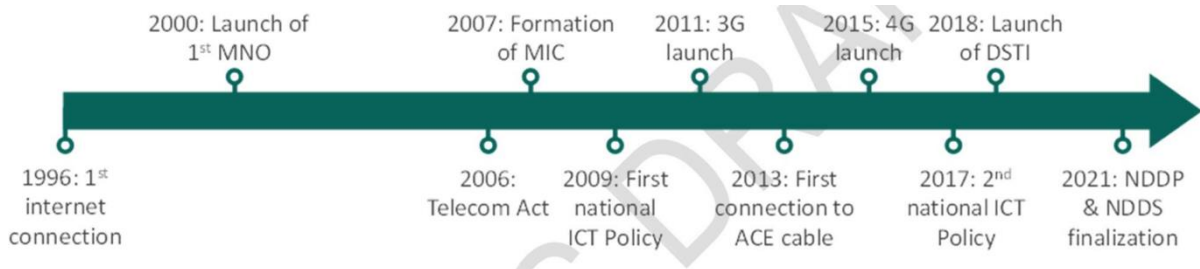 2000: Launch of
1st MNO
2007: Formation
of MIC
2011: 3G
launch
2015: 4G
launch
2018: Launch
of DSTI
1996: 1st
internet
connection
2006:
Telecom Act
2009: First
national
ICT Policy
2013: First
connection to
ACE cable
2017: 2nd
national ICT
Policy
2021: NDDP
& NDDS
finalization